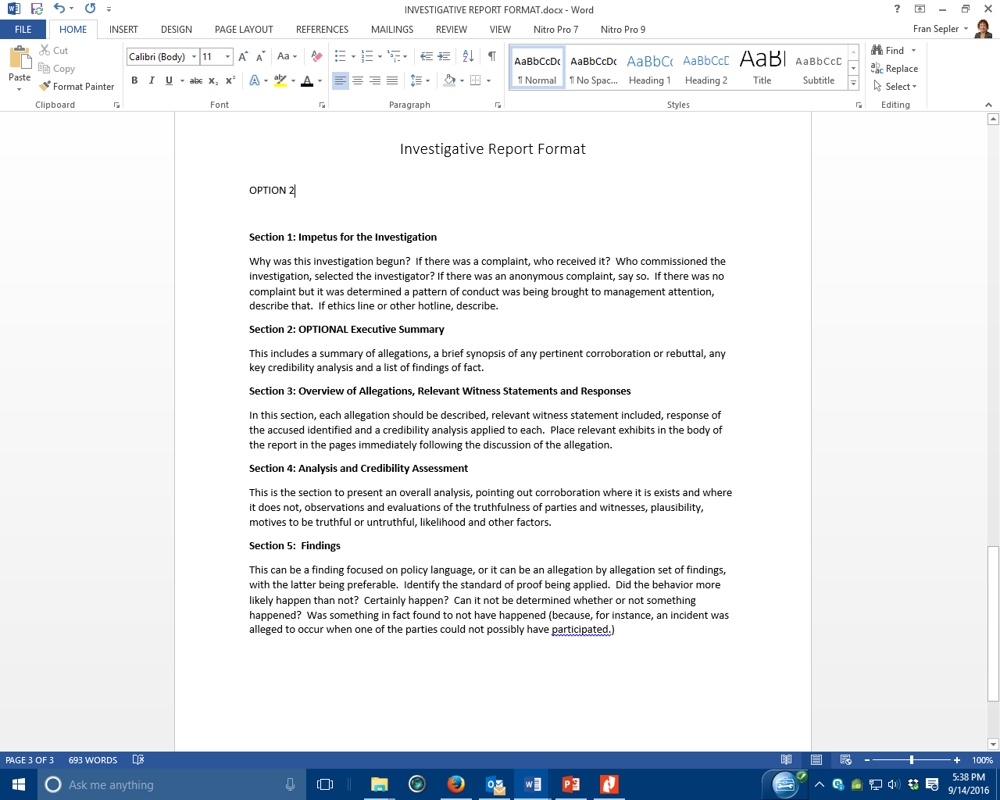 INVESTIGATIVE REPORT FORMAT.docx - Word
?
FILE HOME INSERT DESIGN PAGE LAYOUT REFERENCES MAILINGS REVIEW VIEW Nitro Pro 7 Nitro Pro 9 Fran Sepler
Paste
Cut
Copy
Format Painter
Clipboard
Calibri (Body) 11 A A Aa
B I U abc x₂ x² A ab A
Font
Paragraph
AaBbCcDc AaBbCcDc AaBbCc AaBbCcD AaBl AaBbCcD
¶ Normal ¶ No Spac... Heading 1 Heading 2 Title Subtitle
Styles
Find
Replace
Select
Editing
Investigative Report Format
OPTION 2
Section 1: Impetus for the Investigation
Why was this investigation begun?  If there was a complaint, who received it?  Who commissioned the
investigation, selected the investigator? If there was an anonymous complaint, say so.  If there was no
complaint but it was determined a pattern of conduct was being brought to management attention,
describe that.  If ethics line or other hotline, describe.
Section 2: OPTIONAL Executive Summary
This includes a summary of allegations, a brief synopsis of any pertinent corroboration or rebuttal, any
key credibility analysis and a list of findings of fact.
Section 3: Overview of Allegations, Relevant Witness Statements and Responses
In this section, each allegation should be described, relevant witness statement included, response of
the accused identified and a credibility analysis applied to each.  Place relevant exhibits in the body of
the report in the pages immediately following the discussion of the allegation.
Section 4: Analysis and Credibility Assessment
This is the section to present an overall analysis, pointing out corroboration where it is exists and where
it does not, observations and evaluations of the truthfulness of parties and witnesses, plausibility,
motives to be truthful or untruthful, likelihood and other factors.
Section 5:  Findings
This can be a finding focused on policy language, or it can be an allegation by allegation set of findings,
with the latter being preferable.  Identify the standard of proof being applied.  Did the behavior more
likely happen than not?  Certainly happen?  Can it not be determined whether or not something
happened?  Was something in fact found to not have happened (because, for instance, an incident was
alleged to occur when one of the parties could not possibly have participated.)
PAGE 3 OF 3 693 WORDS 100%
Ask me anything
5:38 PM
9/14/2016